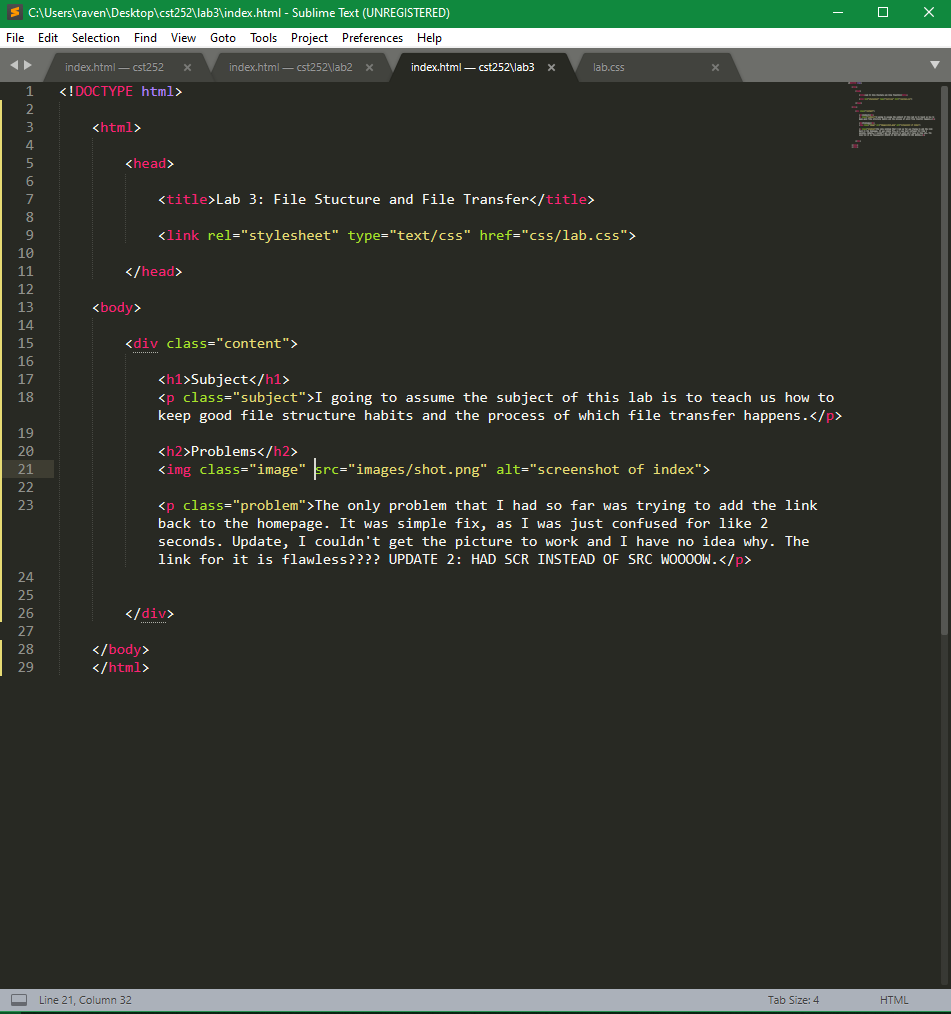 C:\Users\raven\Desktop\cst252\lab3\index.html - Sublime Text (UNREGISTERED)
File Edit Selection Find View Goto Tools Project Preferences Help
index.html — cst252 × index.html — cst252\lab2 × index.html — cst252\lab3 × lab.css ×
1 <!DOCTYPE html>
2
3 <html>
4
5 <head>
6
7 <title>Lab 3: File Stucture and File Transfer</title>
8
9 <link rel="stylesheet" type="text/css" href="css/lab.css">
10
11 </head>
12
13 <body>
14
15 <div class="content">
16
17 <h1>Subject</h1>
18 <p class="subject">I going to assume the subject of this lab is to teach us how to
keep good file structure habits and the process of which file transfer happens.</p>
19
20 <h2>Problems</h2>
21 <img class="image" src="images/shot.png" alt="screenshot of index">
22
23 <p class="problem">The only problem that I had so far was trying to add the link
back to the homepage. It was simple fix, as I was just confused for like 2
seconds. Update, I couldn't get the picture to work and I have no idea why. The
link for it is flawless???? UPDATE 2: HAD SCR INSTEAD OF SRC WOOOOW.</p>
24
25
26 </div>
27
28 </body>
29 </html>
Line 21, Column 32 Tab Size: 4 HTML